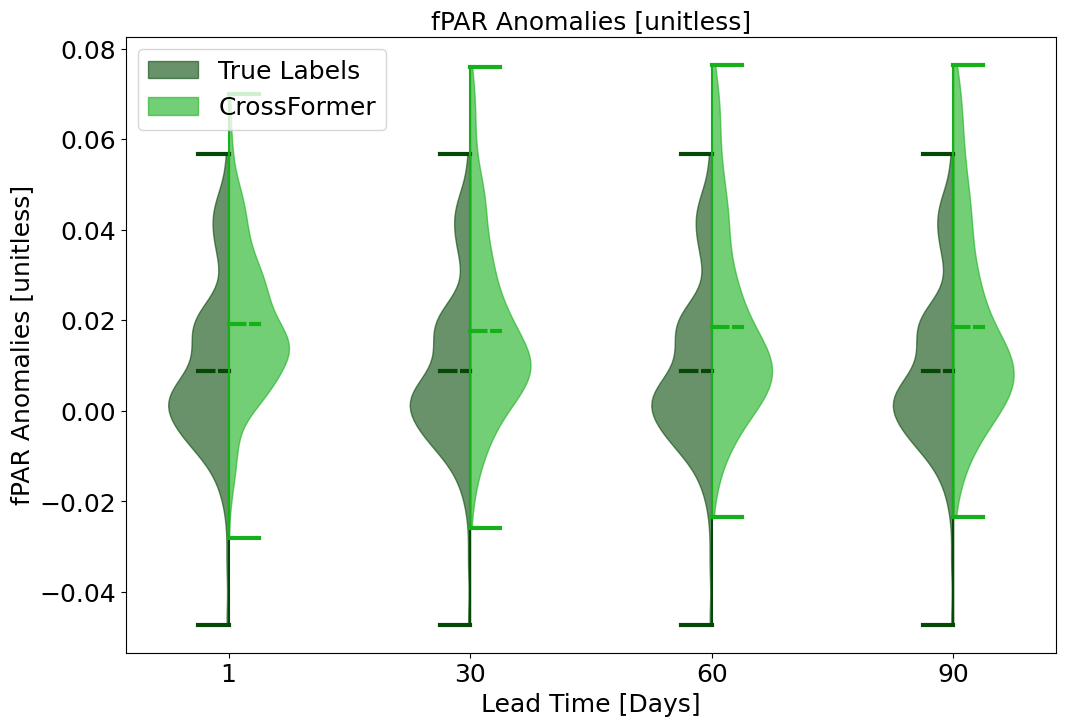 fPAR Anomalies [unitless]
True Labels
CrossFormer
fPAR Anomalies [unitless]
0.08
0.06
0.04
0.02
0.00
−0.02
−0.04
1 30 60 90
Lead Time [Days]